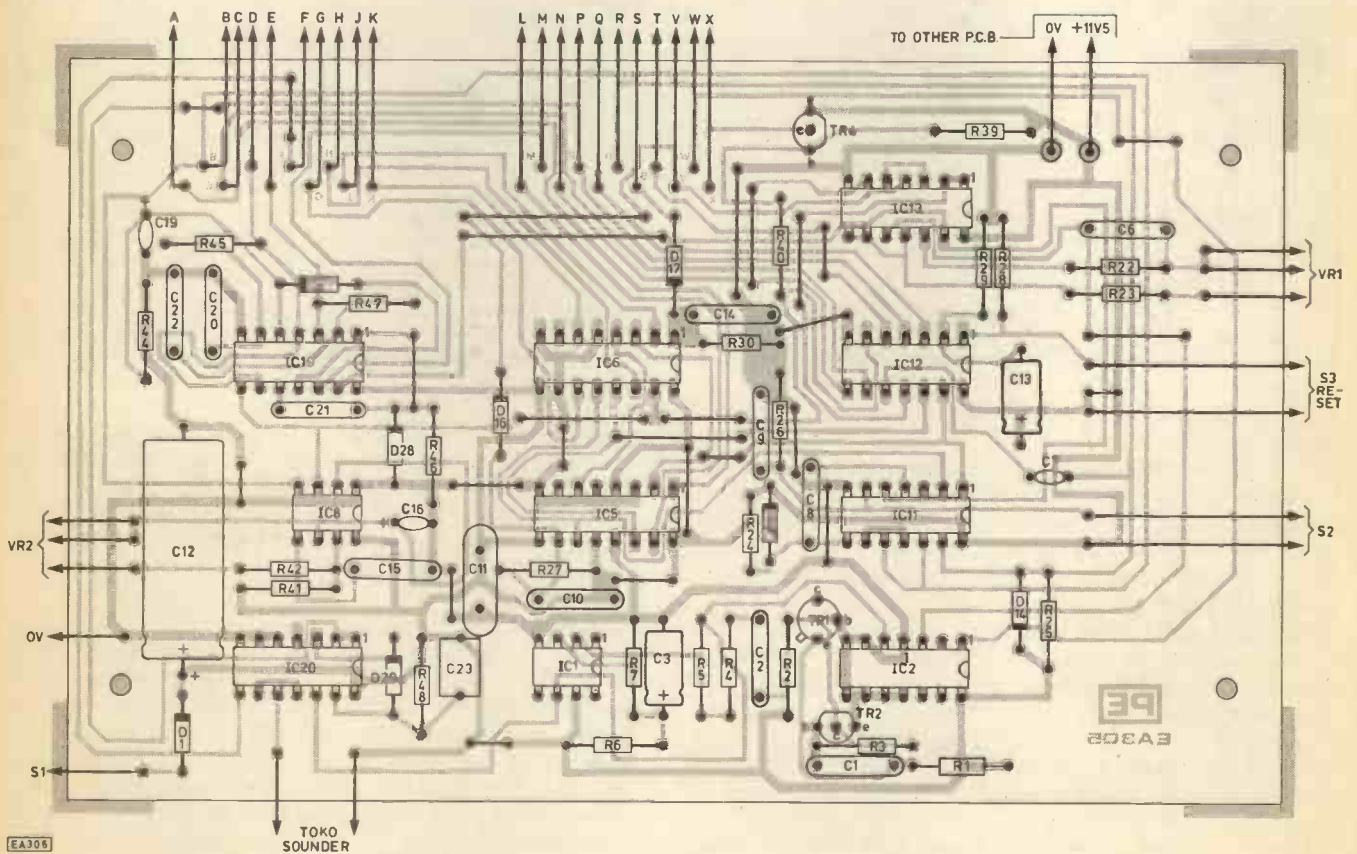 A B C D E F G H J K L M N P Q R S T V W X
TO OTHER P.C.B.
0V +11V5
TR4
R39
IC13
C19
R45
D17
R40
R29
R28
C6
R22
R23
VR1
R47
C22
C20
R44
C14
R30
IC19
IC6
IC12
C13
S3
RE-
SET
C21
D16
R26
C9
D28
R46
C7
C12
IC8
C16
IC5
R24
C8
IC11
S2
VR2
R42
R41
C15
C11
R27
C10
D14
R25
0V
IC20
D29
R48
C23
IC1
R7
C3
R5
R4
C2
R2
TR1
IC2
TR2
PE
EA305
D1
S1
R6
R3
C1
R1
TOKO
SOUNDER
EA306